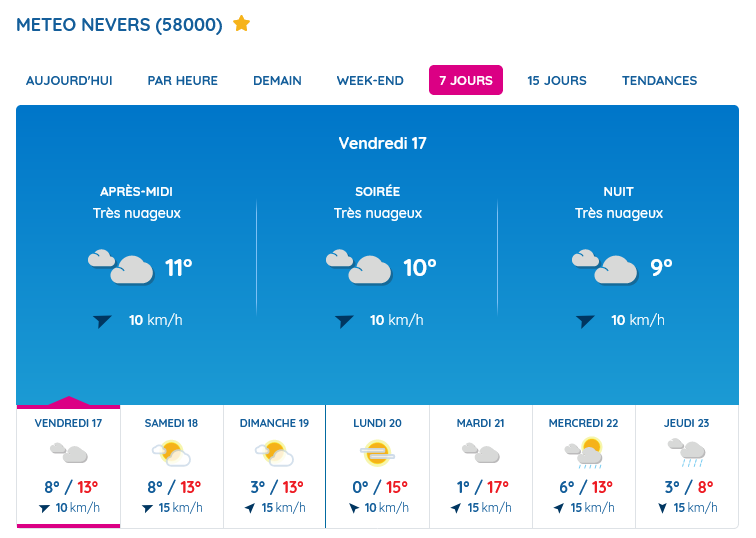 METEO NEVERS (58000)
AUJOURD'HUI PAR HEURE DEMAIN WEEK-END 7 JOURS 15 JOURS TENDANCES
Vendredi 17
APRÈS-MIDI
Très nuageux
11°
10 km/h
SOIRÉE
Très nuageux
10°
10 km/h
NUIT
Très nuageux
9°
10 km/h
VENDREDI 17
8° / 13°
10 km/h
SAMEDI 18
8° / 13°
15 km/h
DIMANCHE 19
3° / 13°
15 km/h
LUNDI 20
0° / 15°
10 km/h
MARDI 21
1° / 17°
15 km/h
MERCREDI 22
6° / 13°
15 km/h
JEUDI 23
3° / 8°
15 km/h